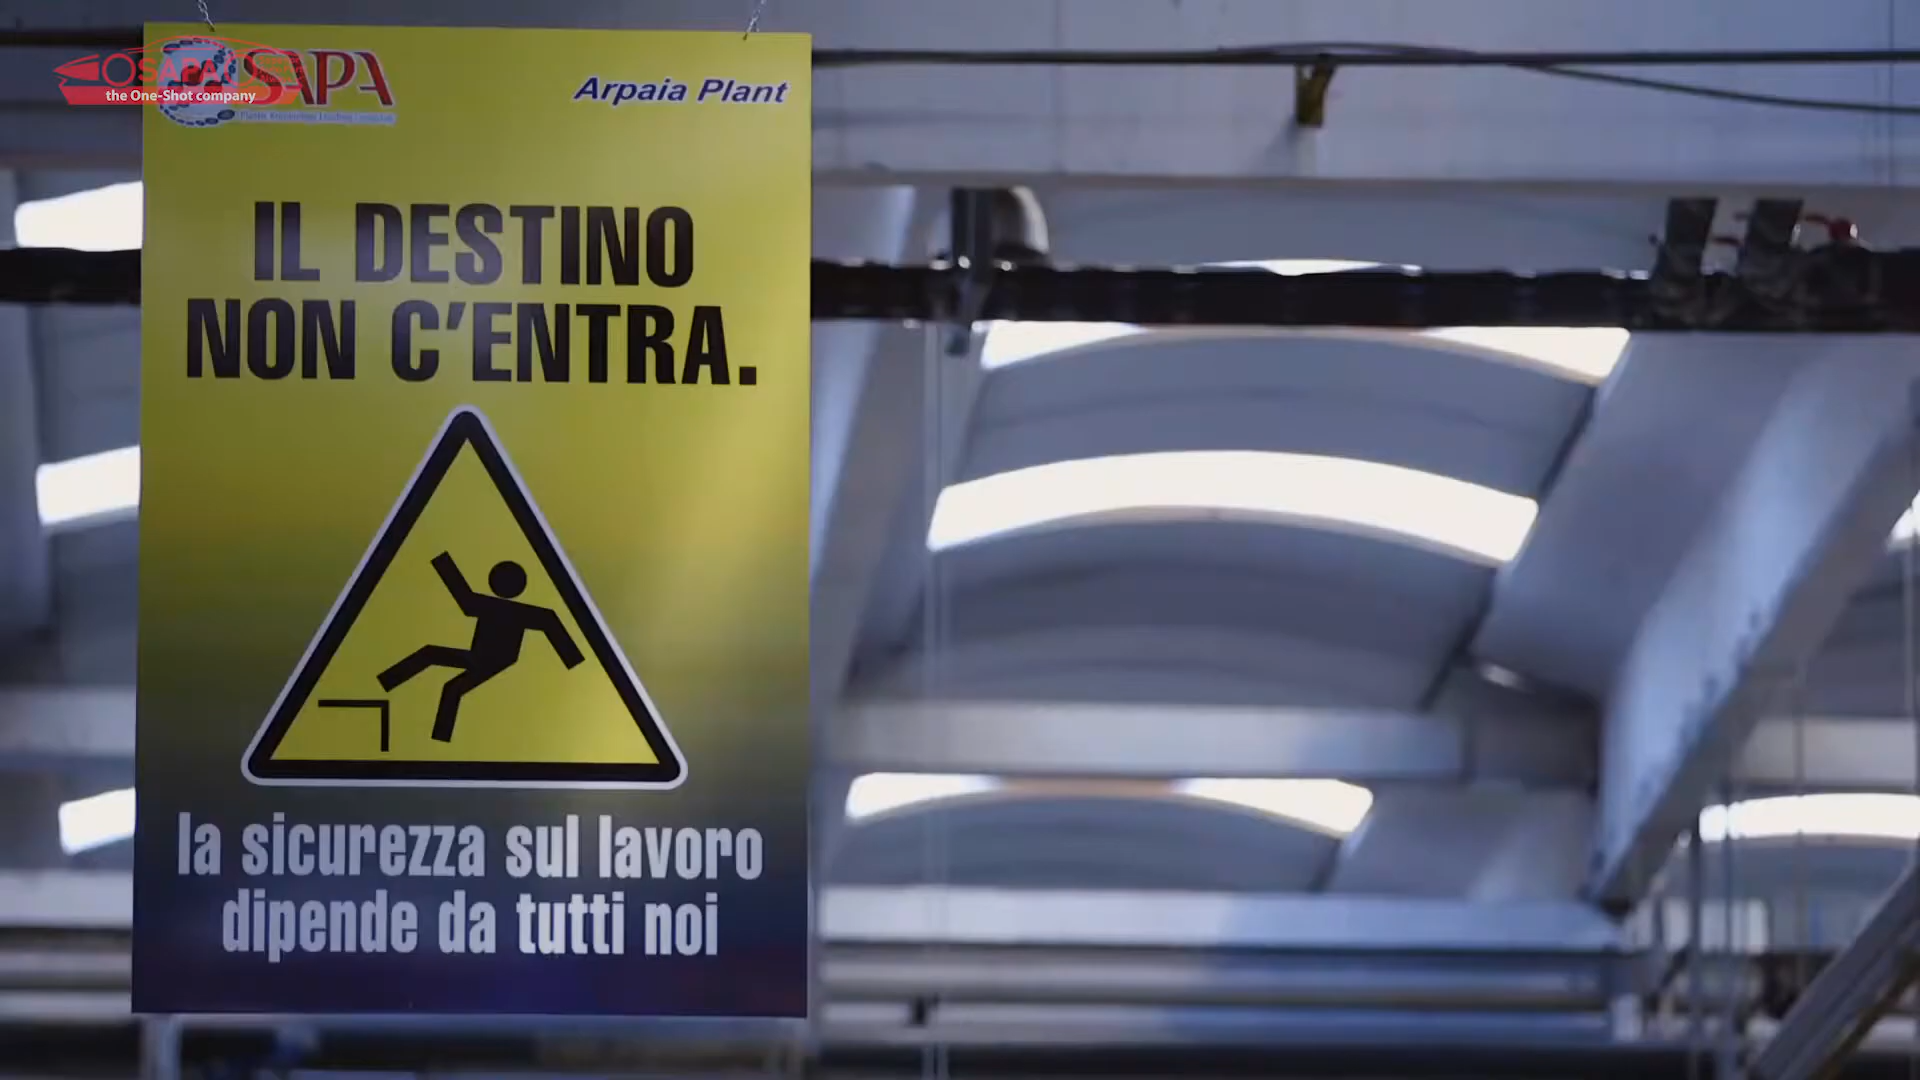 SAPA
the One-Shot company
SAPA
Arpaia Plant
IL DESTINO
NON C'ENTRA.
la sicurezza sul lavoro
dipende da tutti noi